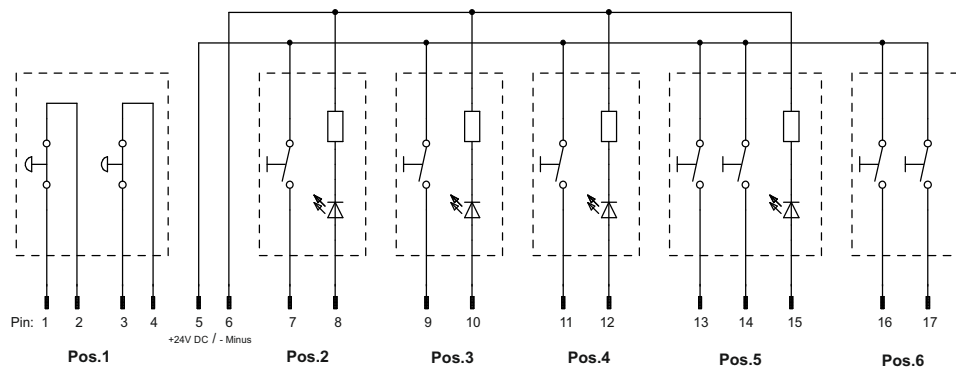 Pin: 1 2 3 4 5 6 7 8 9 10 11 12 13 14 15 16 17
+24V DC / - Minus
Pos.1 Pos.2 Pos.3 Pos.4 Pos.5 Pos.6